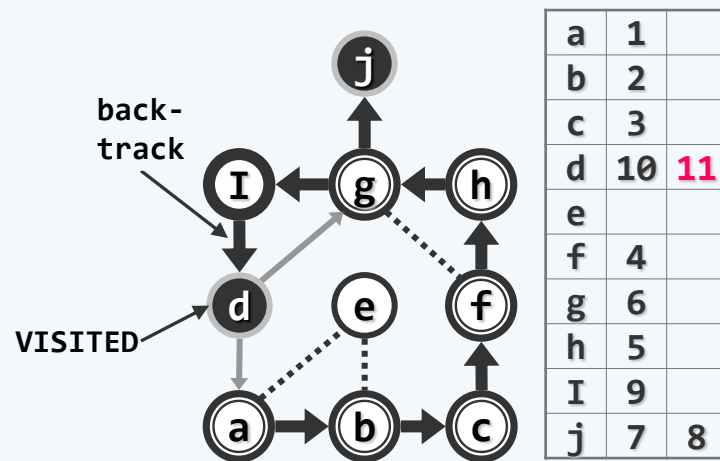 j
back-
track
I g h
d e f
VISITED
a b c
a 1
b 2
c 3
d 10 11
e
f 4
g 6
h 5
I 9
j 7 8